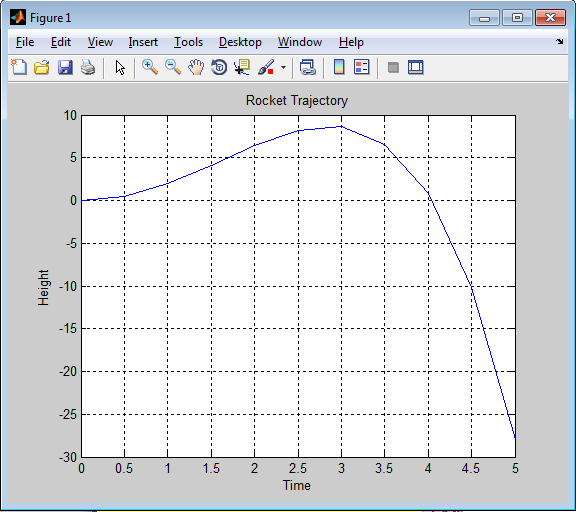 Figure 1
File Edit View Insert Tools Desktop Window Help
Rocket Trajectory
10
5
0
-5
-10
-15
-20
-25
-30
Height
0 0.5 1 1.5 2 2.5 3 3.5 4 4.5 5
Time